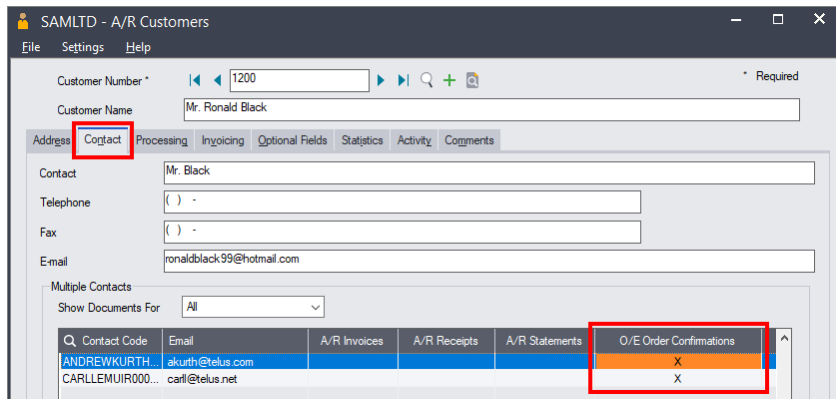 SAMLTD - A/R Customers
File Settings Help
Customer Number * 1200 * Required
Customer Name Mr. Ronald Black
Address Contact Processing Invoicing Optional Fields Statistics Activity Comments
Contact Mr. Black
Telephone ( ) -
Fax ( ) -
E-mail ronaldblack99@hotmail.com
Multiple Contacts
Show Documents For All
Contact Code Email A/R Invoices A/R Receipts A/R Statements O/E Order Confirmations
ANDREWKURTH... akurth@telus.com X
CARLLEMUIR000... carll@telus.net X